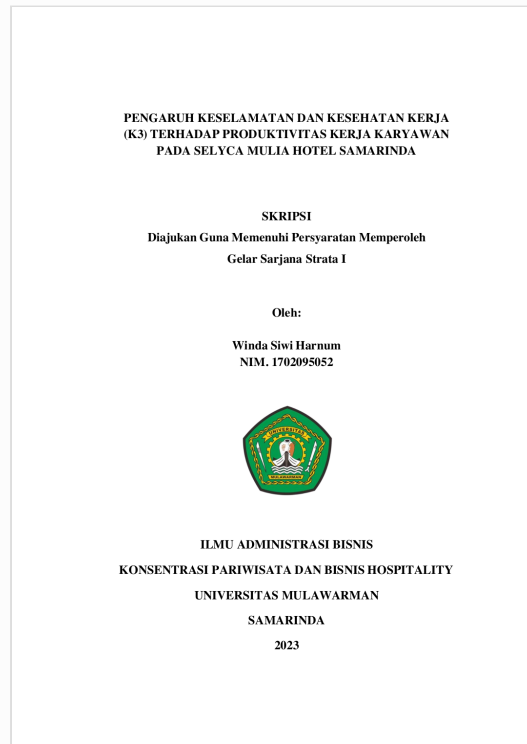 PENGARUH KESELAMATAN DAN KESEHATAN KERJA
(K3) TERHADAP PRODUKTIVITAS KERJA KARYAWAN
PADA SELYCA MULIA HOTEL SAMARINDA
SKRIPSI
Diajukan Guna Memenuhi Persyaratan Memperoleh
Gelar Sarjana Strata I
Oleh:
Winda Siwi Harnum
NIM. 1702095052
UNIVERSITAS
MULAWARMAN
ILMU ADMINISTRASI BISNIS
KONSENTRASI PARIWISATA DAN BISNIS HOSPITALITY
UNIVERSITAS MULAWARMAN
SAMARINDA
2023